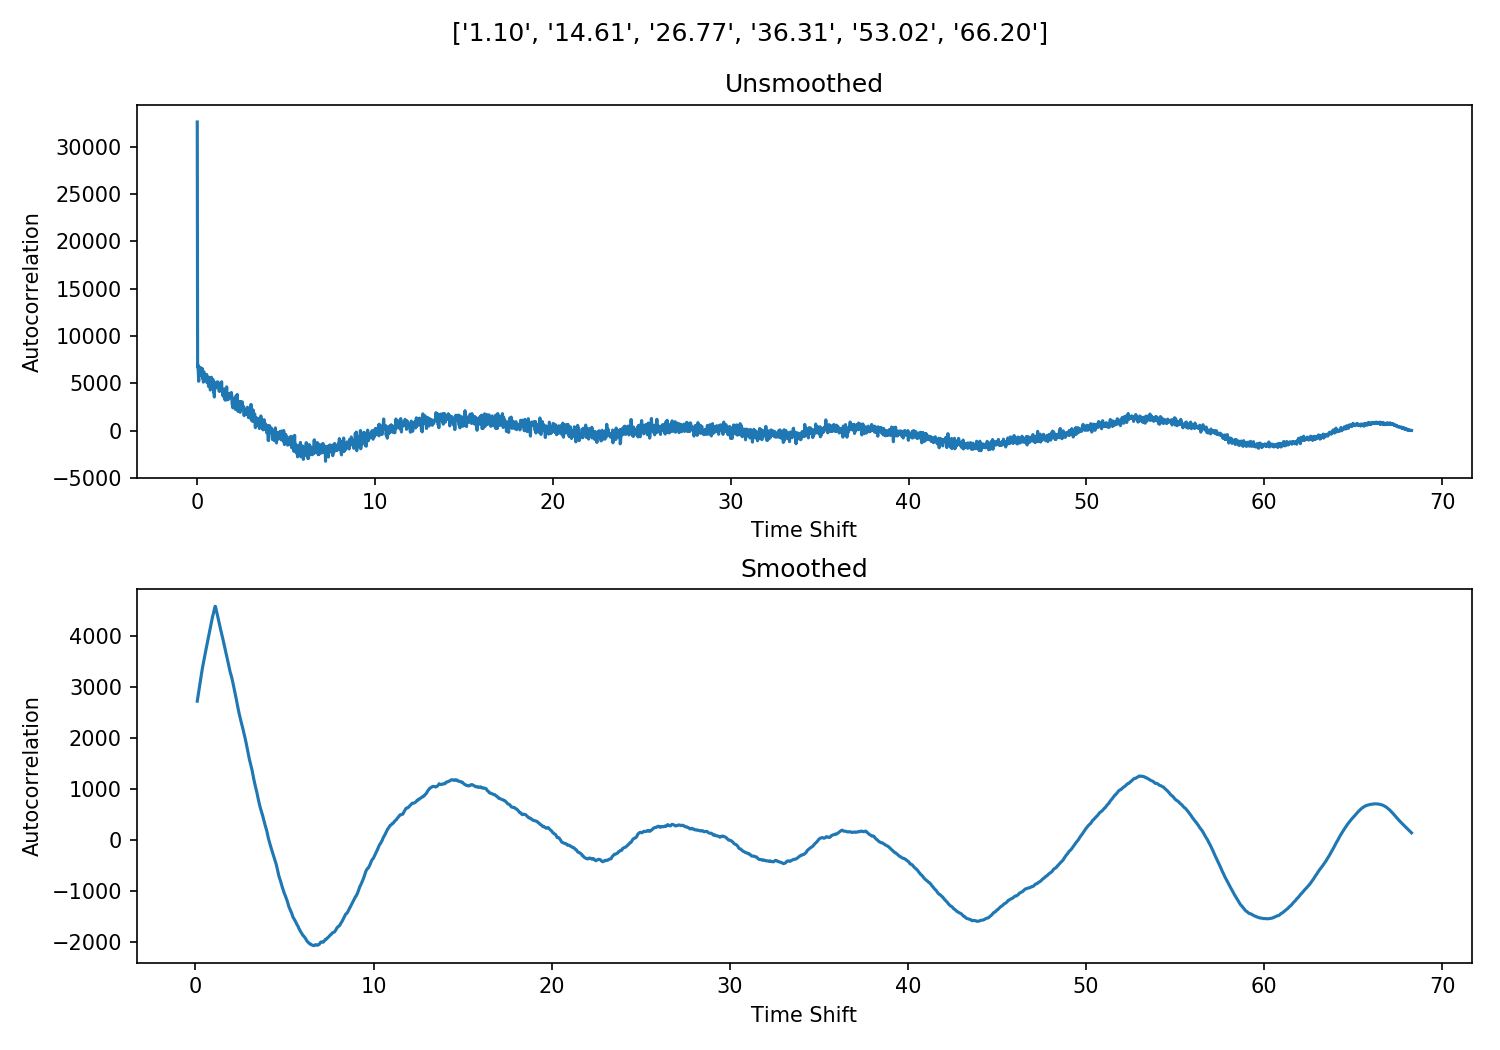 ['1.10', '14.61', '26.77', '36.31', '53.02', '66.20']
Unsmoothed
Autocorrelation
30000
25000
20000
15000
10000
5000
0
−5000
0 10 20 30 40 50 60 70
Time Shift
Smoothed
Autocorrelation
4000
3000
2000
1000
0
−1000
−2000
0 10 20 30 40 50 60 70
Time Shift